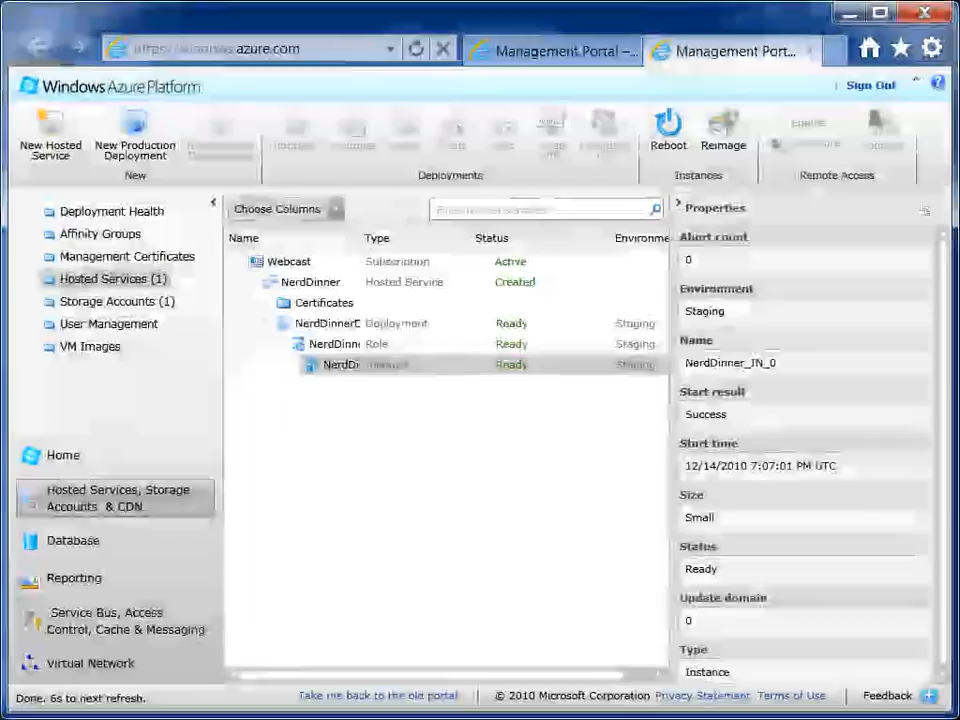 azure.com
Management Portal –...
Management Port...
Windows Azure Platform
Sign Out
New Hosted Service
New Production Deployment
Reboot
Reimage
New
Deployments
Instances
Remote Access
Deployment Health
Affinity Groups
Management Certificates
Hosted Services (1)
Storage Accounts (1)
User Management
VM Images
Home
Hosted Services, Storage
Accounts & CDN
Database
Reporting
Service Bus, Access
Control, Cache & Messaging
Virtual Network
Choose Columns
Name Type Status Environme
Webcast Subscription Active
NerdDinner Hosted Service Created
Certificates
NerdDinnerD Deployment Ready Staging
NerdDinn Role Ready Staging
NerdDi Ready Staging
Properties
Abort count
0
Environment
Staging
Name
NerdDinner_IN_0
Start result
Success
Start time
12/14/2010 7:07:01 PM UTC
Size
Small
Status
Ready
Update domain
0
Type
Instance
Done. 6s to next refresh.
Take me back to the old portal
© 2010 Microsoft Corporation Privacy Statement Terms of Use
Feedback